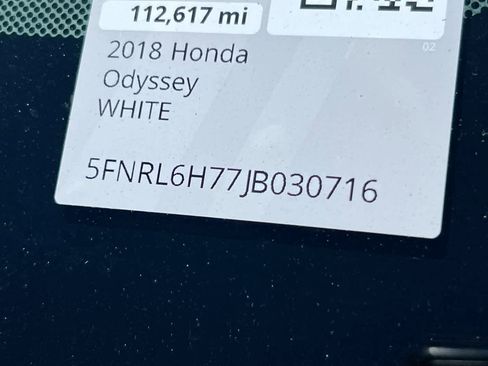 112,617 mi
02
2018 Honda
Odyssey
WHITE
5FNRL6H77JB030716